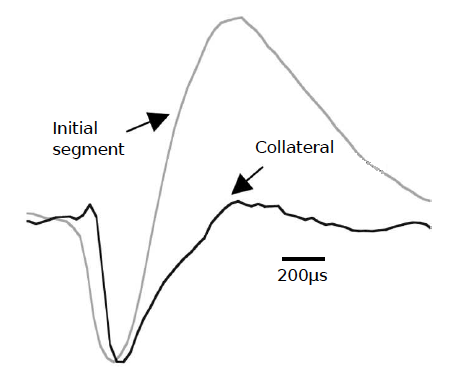 Initial
segment
Collateral
200µs